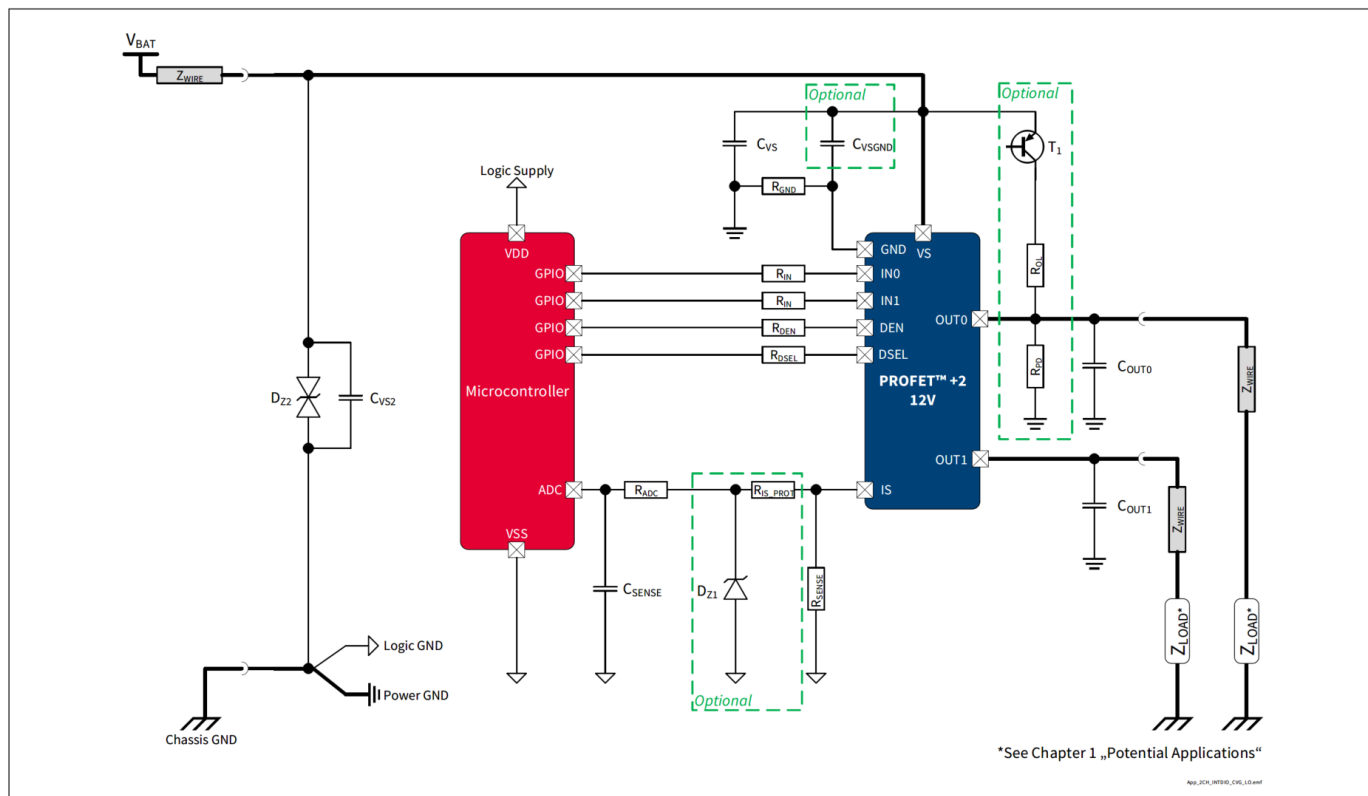 VBAT
ZWIRE
Optional
Optional
CVS
CVSGND
T1
Logic Supply
RGND
VDD
GND
VS
GPIO
RIN
IN0
ROL
GPIO
RIN
IN1
GPIO
RDEN
DEN
OUT0
GPIO
RDSEL
DSEL
RPD
COUT0
ZWIRE
Microcontroller
PROFET™ +2
12V
DZ2
CVS2
OUT1
ADC
RADC
RIS_PROT
IS
COUT1
ZWIRE
VSS
CSENSE
DZ1
RSENSE
ZLOAD*
ZLOAD*
Logic GND
Power GND
Optional
Chassis GND
*See Chapter 1 „Potential Applications“
App_2CH_INTDIO_CVG_LO.emf